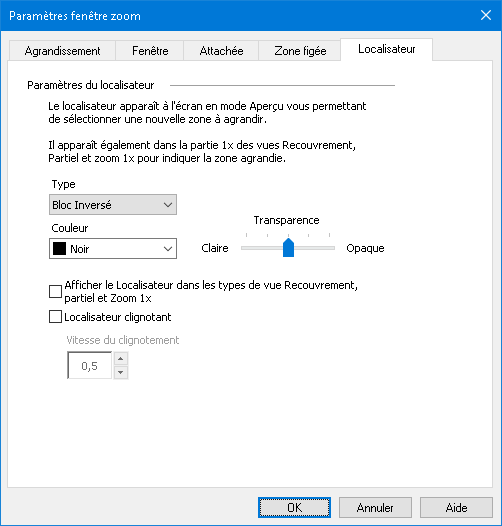 Paramètres fenêtre zoom
Agrandissement
Fenêtre
Attachée
Zone figée
Localisateur
Paramètres du localisateur
Le localisateur apparaît à l'écran en mode Aperçu vous permettant
de sélectionner une nouvelle zone à agrandir.
Il apparaît également dans la partie 1x des vues Recouvrement,
Partiel et zoom 1x pour indiquer la zone agrandie.
Type
Bloc Inversé
Couleur
Noir
Transparence
Claire
Opaque
Afficher le Localisateur dans les types de vue Recouvrement,
partiel et Zoom 1x
Localisateur clignotant
Vitesse du clignotement
0,5
OK
Annuler
Aide